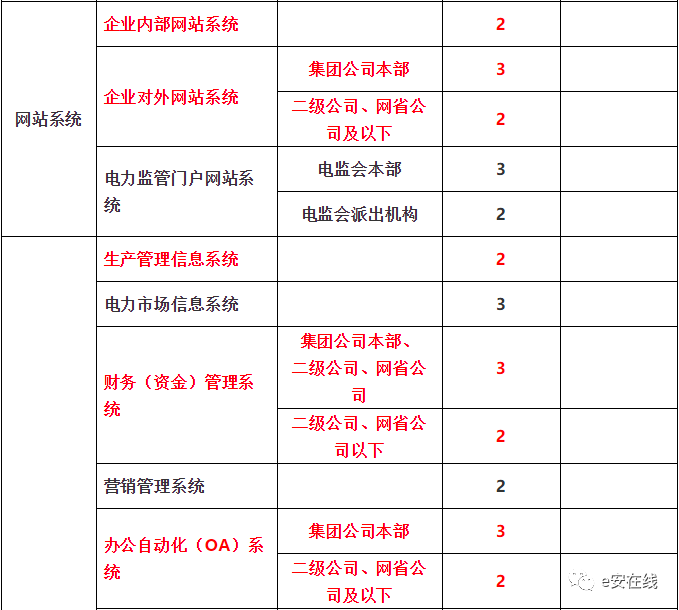 企业内部网站系统
2
网站系统
企业对外网站系统
集团公司本部
3
二级公司、网省公
司及以下
2
电力监管门户网站系
统
电监会本部
3
电监会派出机构
2
生产管理信息系统
2
电力市场信息系统
3
财务（资金）管理系
统
集团公司本部、
二级公司、网省公
司
3
二级公司、网省公
司以下
2
营销管理系统
2
办公自动化（OA）系
统
集团公司本部
3
二级公司、网省公
司及以下
2
e安在线